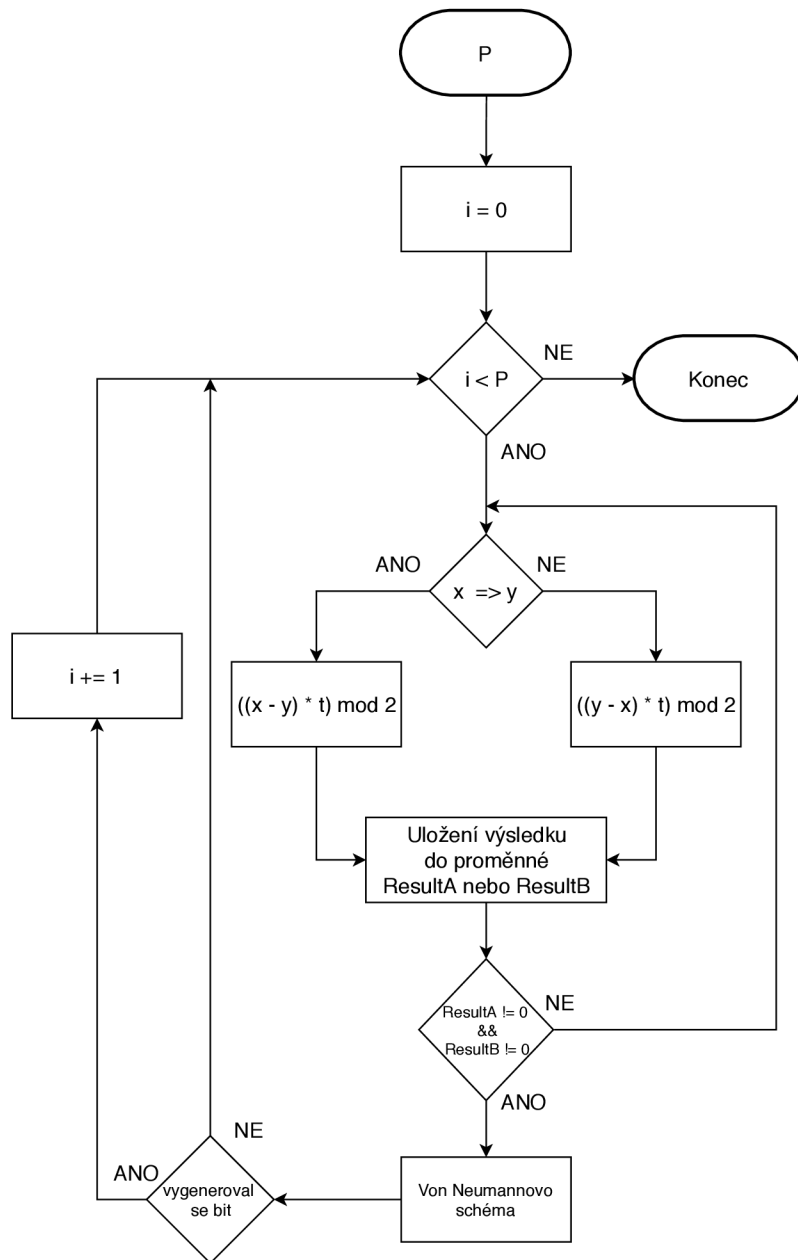 P
i = 0
i < P
NE
Konec
ANO
ANO
NE
x => y
i += 1
((x - y) * t) mod 2
((y - x) * t) mod 2
Uložení výsledku
do proměnné
ResultA nebo ResultB
ResultA != 0
&&
ResultB != 0
NE
ANO
NE
ANO
vygeneroval
se bit
Von Neumannovo
schéma